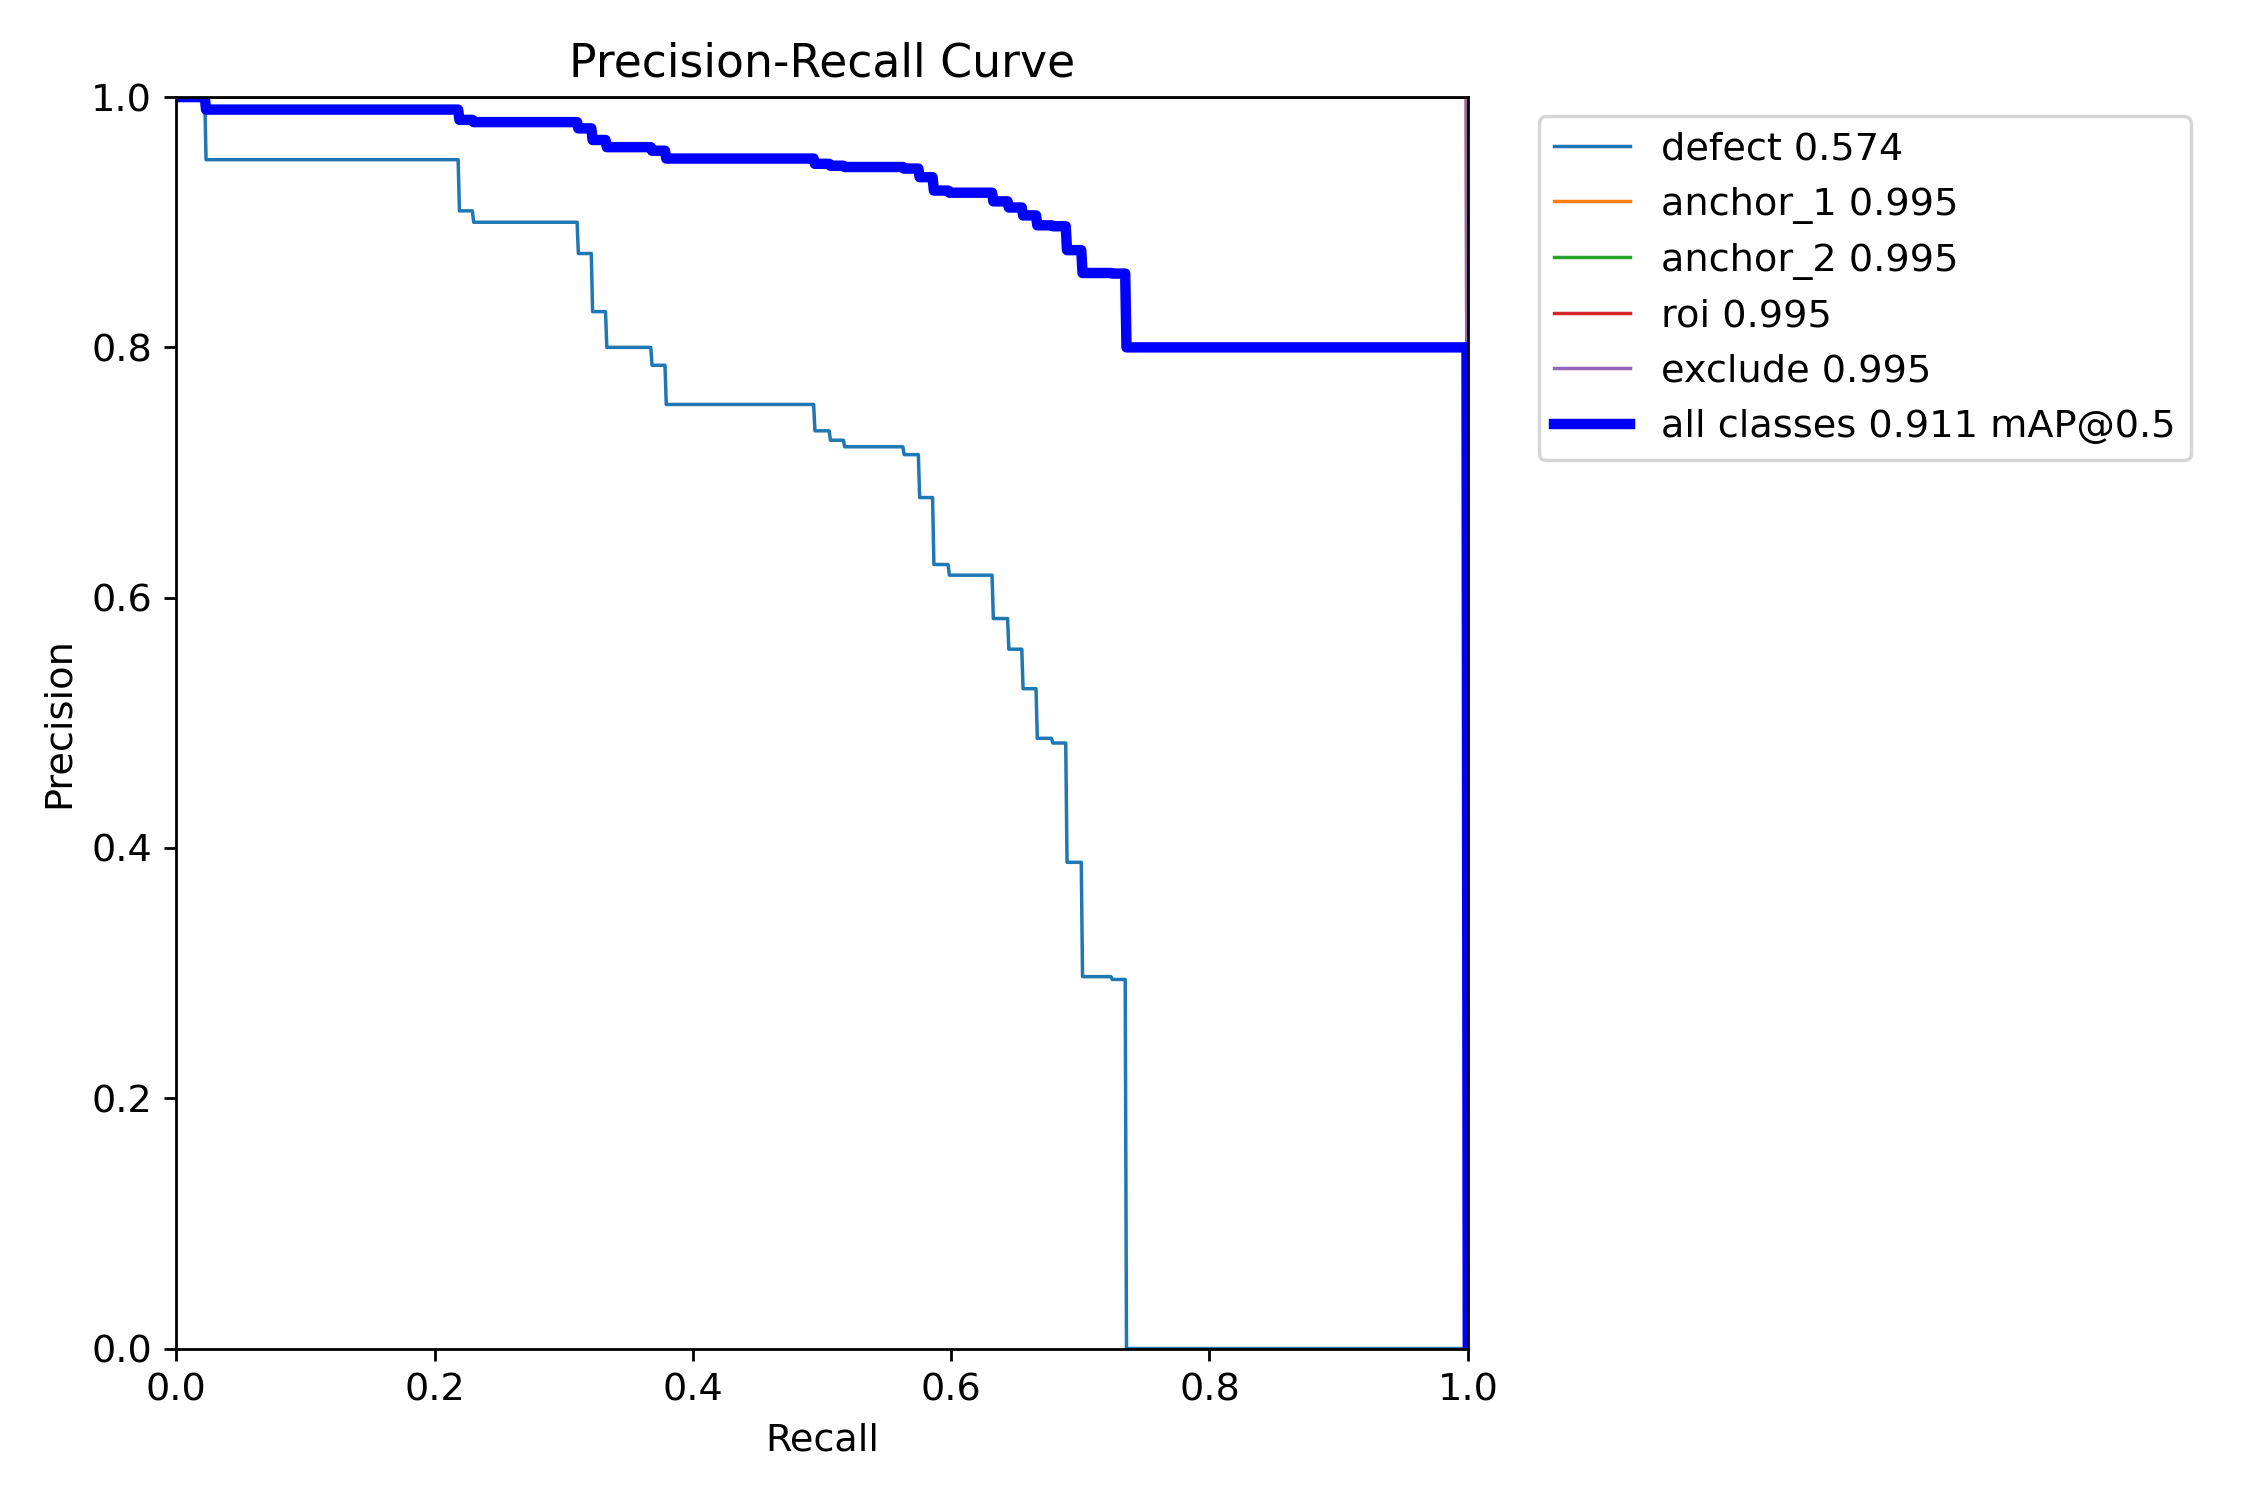 Precision-Recall Curve
1.0
0.8
0.6
0.4
0.2
0.0
Precision
0.0 0.2 0.4 0.6 0.8 1.0
Recall
defect 0.574
anchor_1 0.995
anchor_2 0.995
roi 0.995
exclude 0.995
all classes 0.911 mAP@0.5